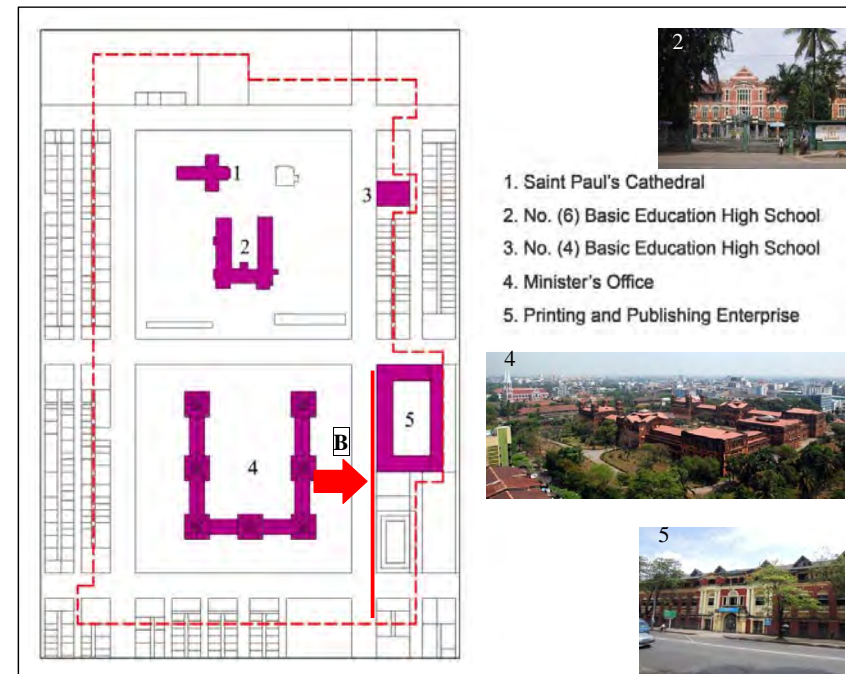 2
1
3
2
1. Saint Paul's Cathedral
2. No. (6) Basic Education High School
3. No. (4) Basic Education High School
4. Minister's Office
5. Printing and Publishing Enterprise
4
5
B
4
5